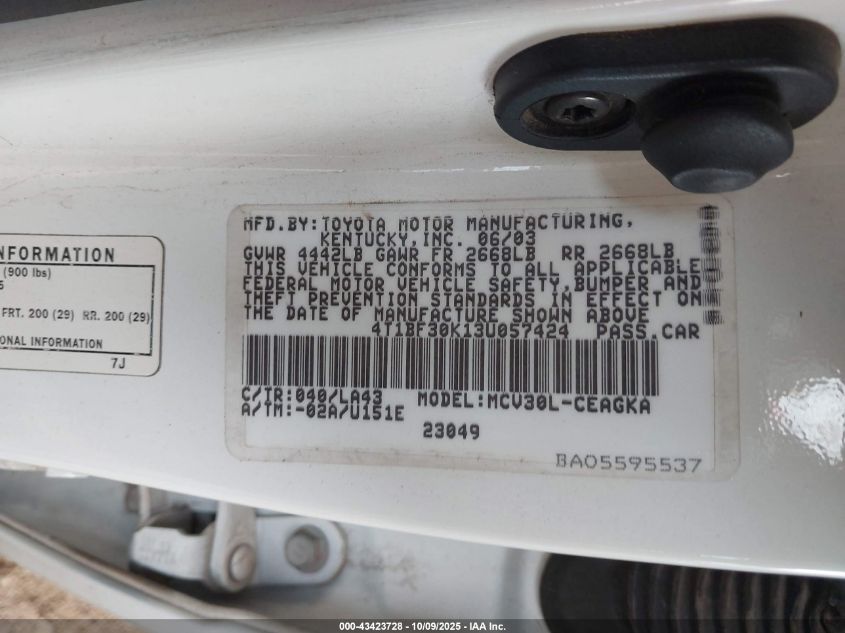 NFORMATION
(900 lbs)
5
FRT. 200 (29) RR. 200 (29)
ONAL INFORMATION
7J
MFD.BY:TOYOTA MOTOR MANUFACTURING,
KENTUCKY,INC. 06/03
GVWR 4442LB GAWR FR 2668LB RR 2668LB
THIS VEHICLE CONFORMS TO ALL APPLICABLE
FEDERAL MOTOR VEHICLE SAFETY,BUMPER AND
THEFT PREVENTION STANDARDS IN EFFECT ON
THE DATE OF MANUFACTURE SHOWN ABOVE
4T1BF30K13U057424 PASS.CAR
C/TR:040/LA43 MODEL:MCV30L-CEAGKA
A/TM:-02A/U151E
23049
BA05595537
000-43423728 - 10/09/2025 - IAA Inc.